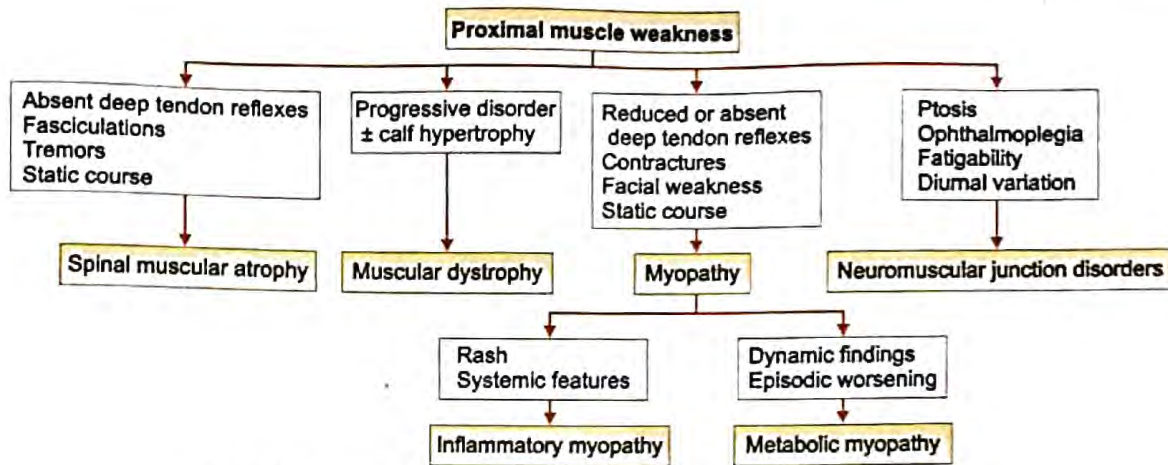 Proximal muscle weakness
Absent deep tendon reflexes
Fasciculations
Tremors
Static course
Progressive disorder
± calf hypertrophy
Reduced or absent
deep tendon reflexes
Contractures
Facial weakness
Static course
Ptosis
Ophthalmoplegia
Fatigability
Diurnal variation
Spinal muscular atrophy
Muscular dystrophy
Myopathy
Neuromuscular junction disorders
Rash
Systemic features
Dynamic findings
Episodic worsening
Inflammatory myopathy
Metabolic myopathy